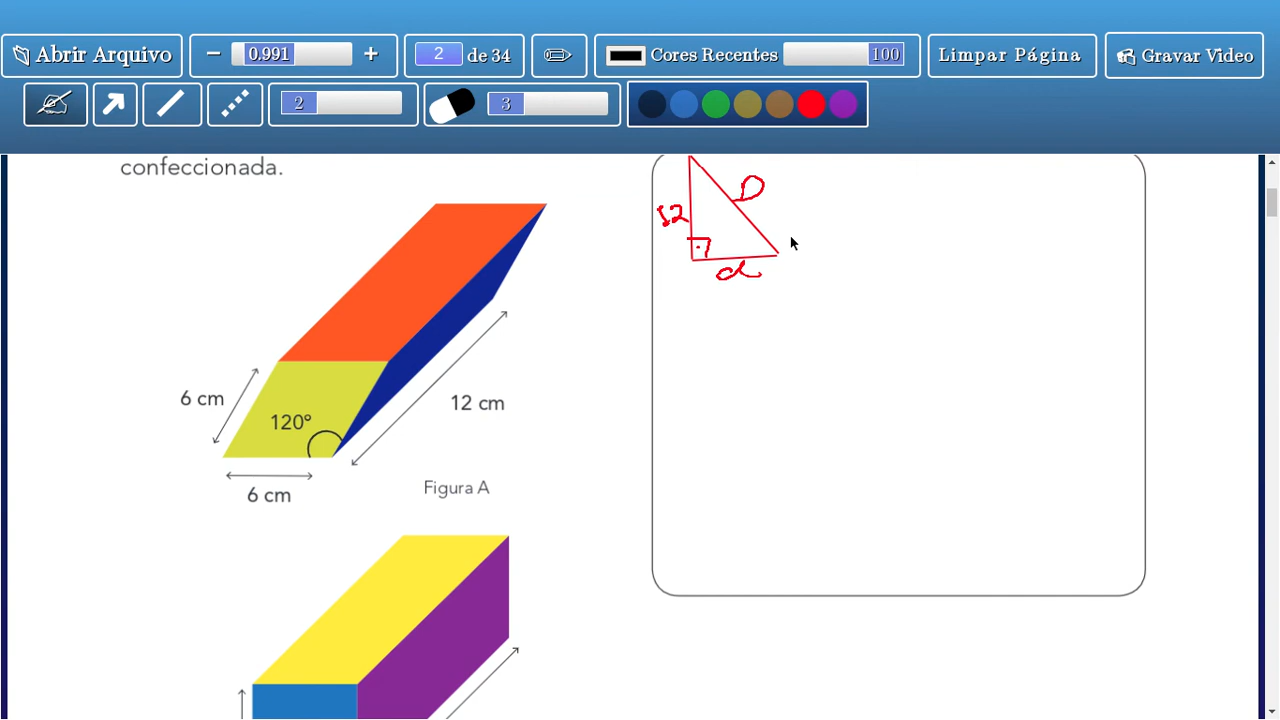 Abrir Arquivo − 0.991 + 2 de 34 Cores Recentes 100 Limpar Página Gravar Video
2 3
confeccionada.
D
12
d
6 cm
120°
12 cm
6 cm
Figura A